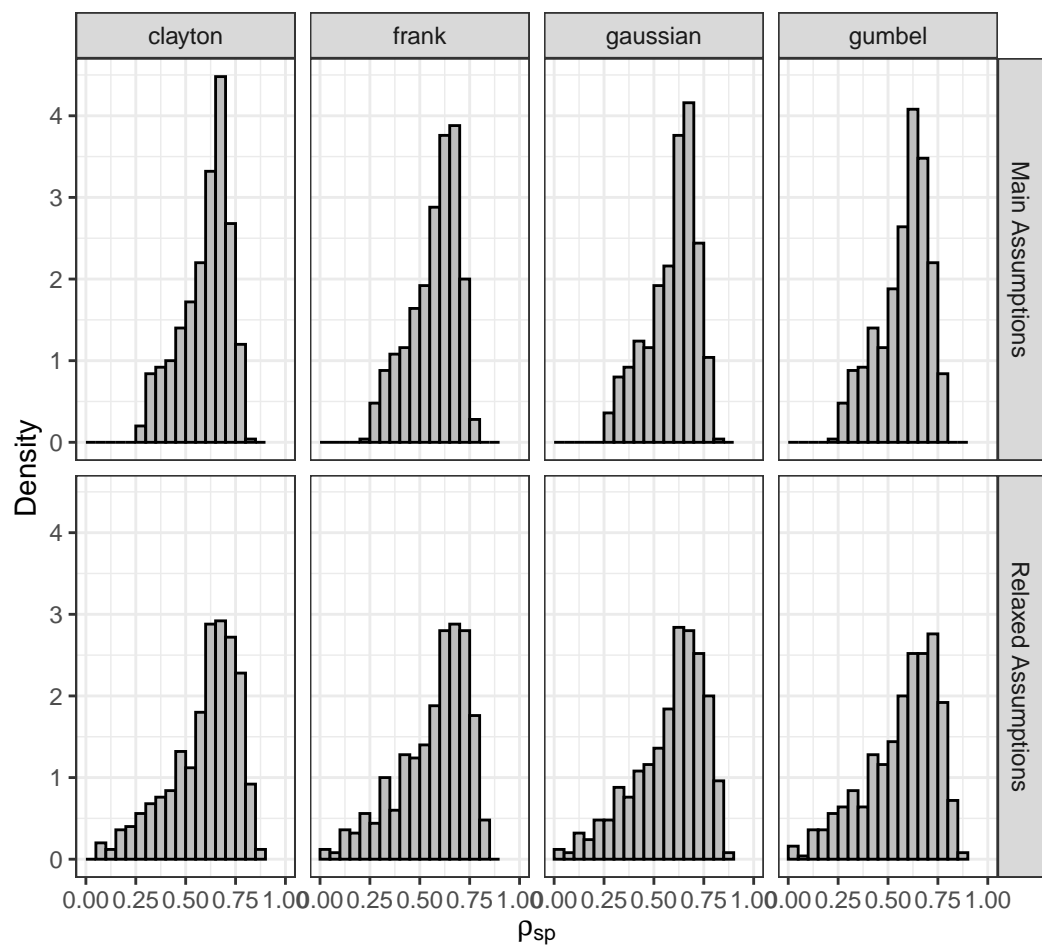 clayton frank gaussian gumbel
4
3
2
1
0
Main Assumptions
Density
4
3
2
1
0
Relaxed Assumptions
0.00 0.25 0.50 0.75 1.00 0.00 0.25 0.50 0.75 1.00 0.00 0.25 0.50 0.75 1.00 0.00 0.25 0.50 0.75 1.00
ρsp